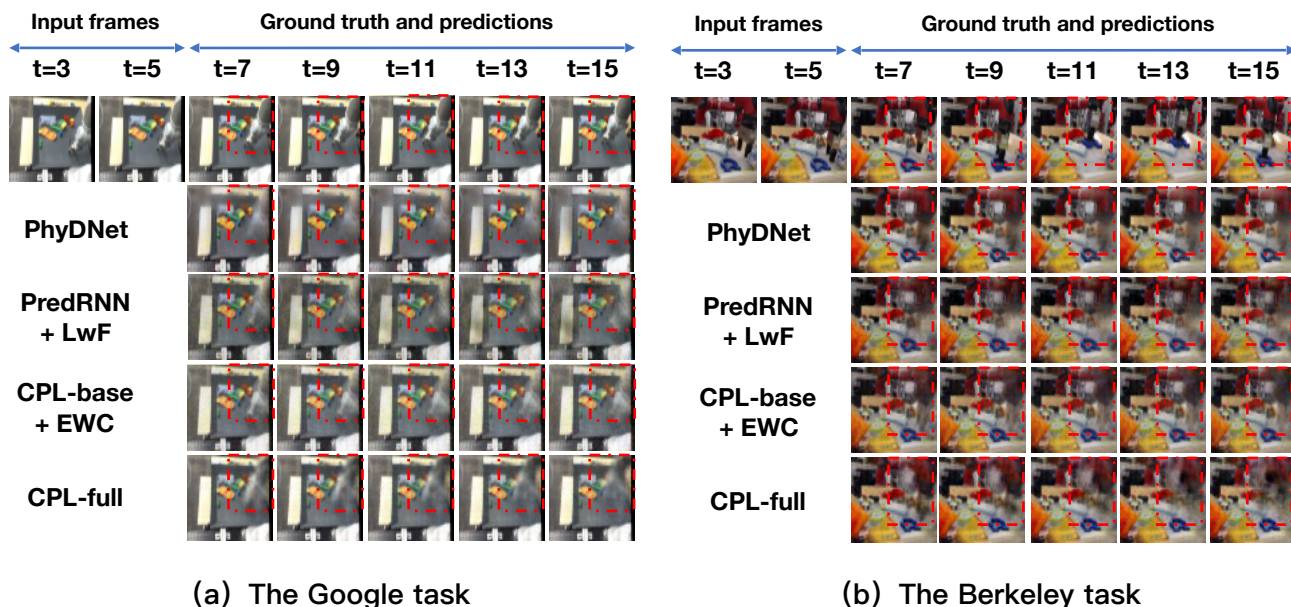 Input frames
Ground truth and predictions
t=3
t=5
t=7
t=9
t=11
t=13
t=15
PhyDNet
PredRNN
+ LwF
CPL-base
+ EWC
CPL-full
(a) The Google task
Input frames
Ground truth and predictions
t=3
t=5
t=7
t=9
t=11
t=13
t=15
PhyDNet
PredRNN
+ LwF
CPL-base
+ EWC
CPL-full
(b) The Berkeley task